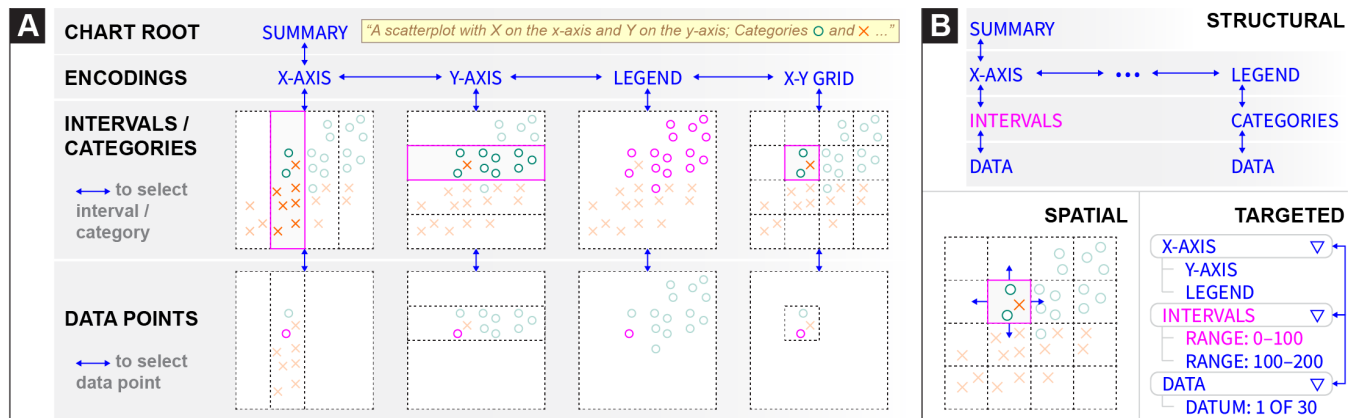 A
CHART ROOT
SUMMARY
“A scatterplot with X on the x-axis and Y on the y-axis; Categories O and × ...”
ENCODINGS
X-AXIS
Y-AXIS
LEGEND
X-Y GRID
INTERVALS /
CATEGORIES
to select
interval /
category
DATA POINTS
to select
data point
B
STRUCTURAL
SUMMARY
X-AXIS
•••
LEGEND
INTERVALS
CATEGORIES
DATA
DATA
SPATIAL
TARGETED
X-AXIS
Y-AXIS
LEGEND
INTERVALS
RANGE: 0–100
RANGE: 100–200
DATA
DATUM: 1 OF 30